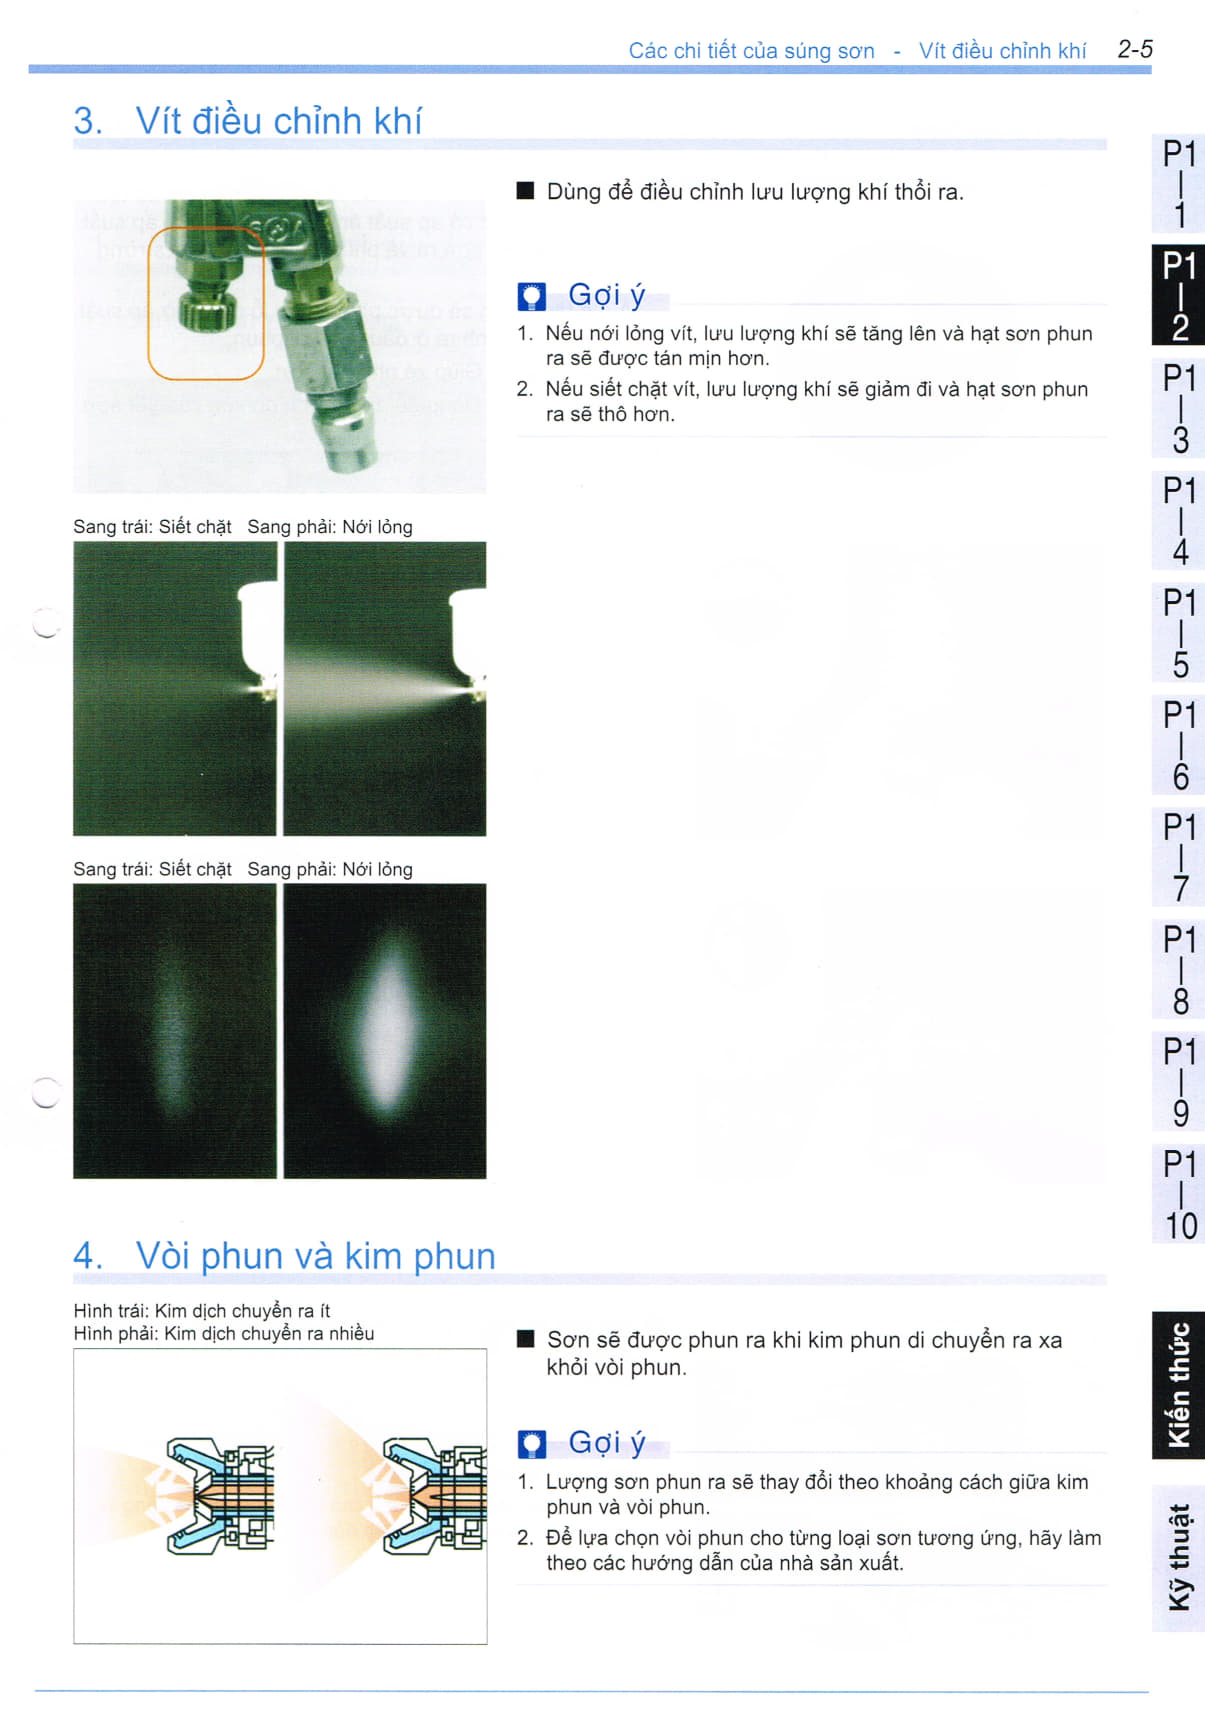 Các chi tiết của súng sơn - Vít điều chỉnh khí 2-5
3. Vít điều chỉnh khí
■ Dùng để điều chỉnh lưu lượng khí thổi ra.
Gợi ý
1. Nếu nới lỏng vít, lưu lượng khí sẽ tăng lên và hạt sơn phun
ra sẽ được tán mịn hơn.
2. Nếu siết chặt vít, lưu lượng khí sẽ giảm đi và hạt sơn phun
ra sẽ thô hơn.
Sang trái: Siết chặt Sang phải: Nới lỏng
Sang trái: Siết chặt Sang phải: Nới lỏng
4. Vòi phun và kim phun
Hình trái: Kim dịch chuyển ra ít
Hình phải: Kim dịch chuyển ra nhiều
■ Sơn sẽ được phun ra khi kim phun di chuyển ra xa
khỏi vòi phun.
Gợi ý
1. Lượng sơn phun ra sẽ thay đổi theo khoảng cách giữa kim
phun và vòi phun.
2. Để lựa chọn vòi phun cho từng loại sơn tương ứng, hãy làm
theo các hướng dẫn của nhà sản xuất.
P1
1
P1
2
P1
3
P1
4
P1
5
P1
6
P1
7
P1
8
P1
9
P1
10
Kiến thức
Kỹ thuật